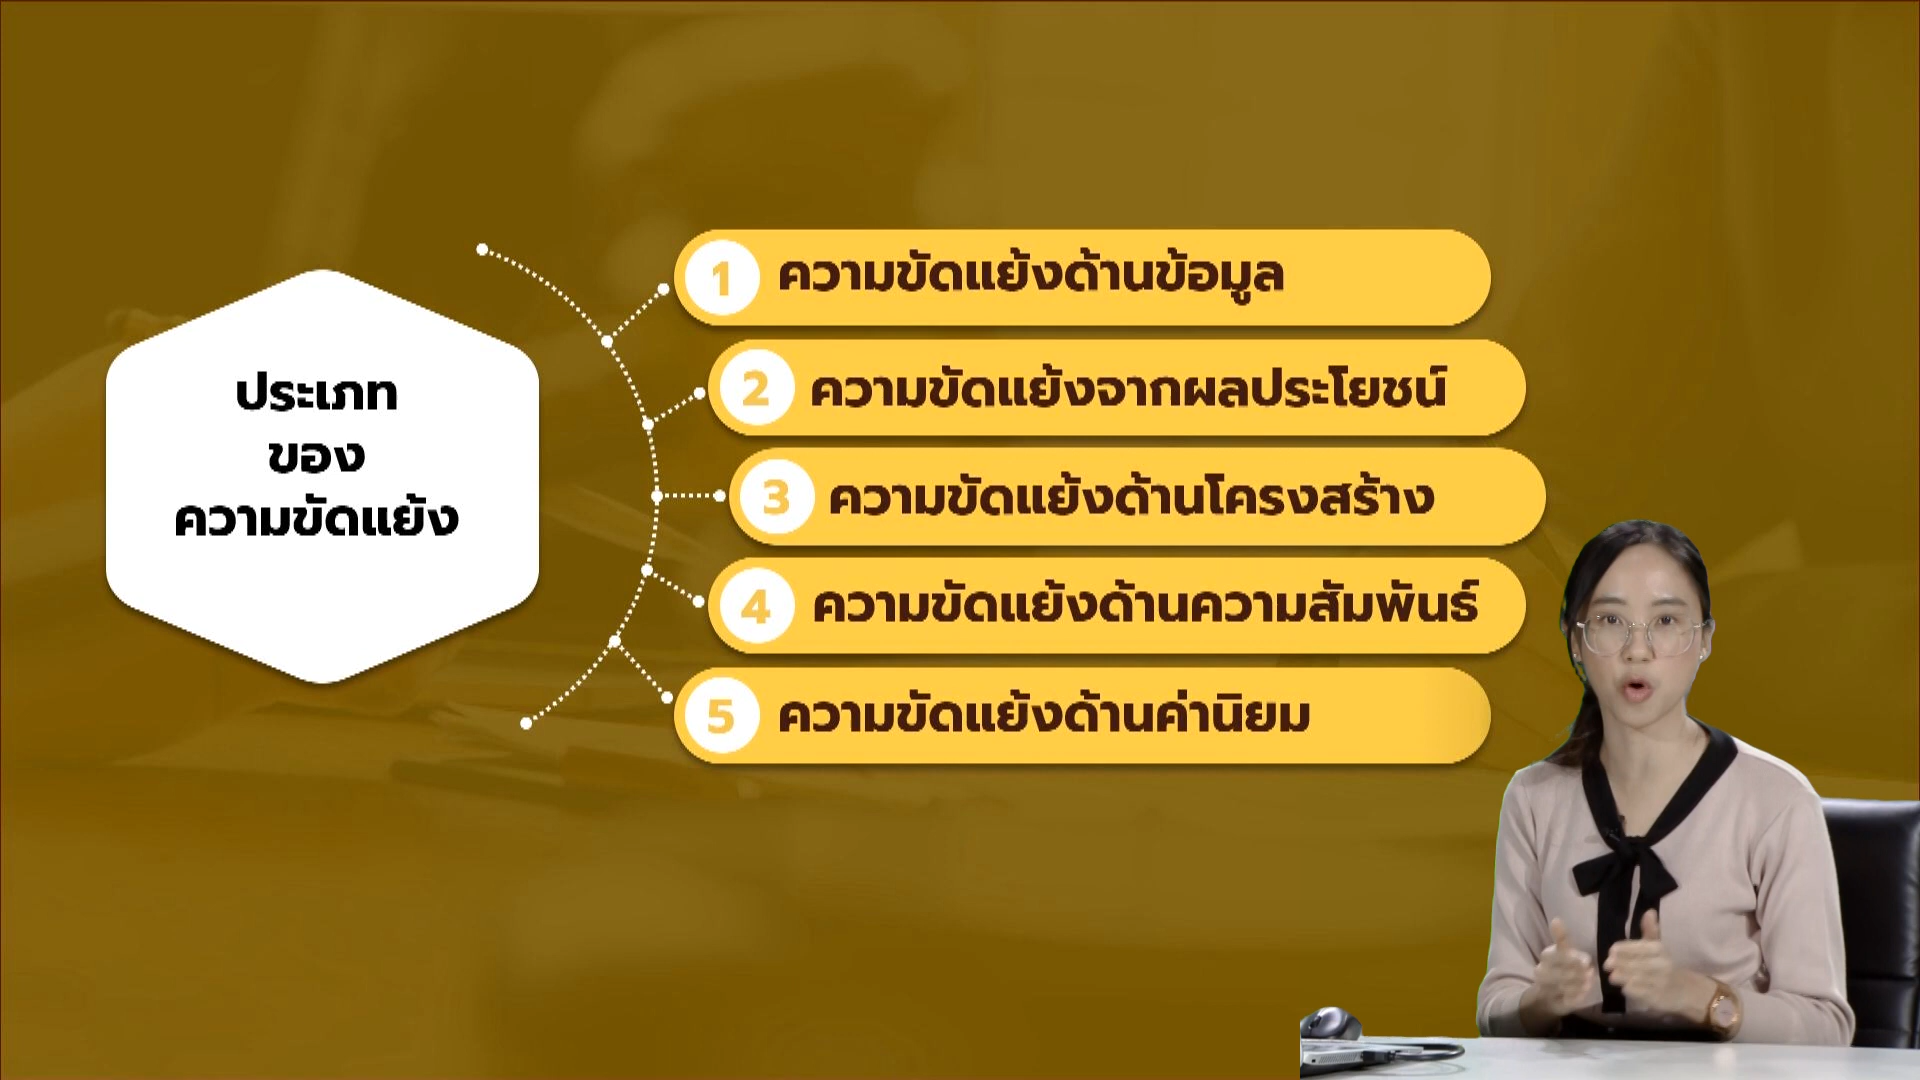 ประเภท
ของ
ความขัดแย้ง
1 ความขัดแย้งด้านข้อมูล
2 ความขัดแย้งจากผลประโยชน์
3 ความขัดแย้งด้านโครงสร้าง
4 ความขัดแย้งด้านความสัมพันธ์
5 ความขัดแย้งด้านค่านิยม